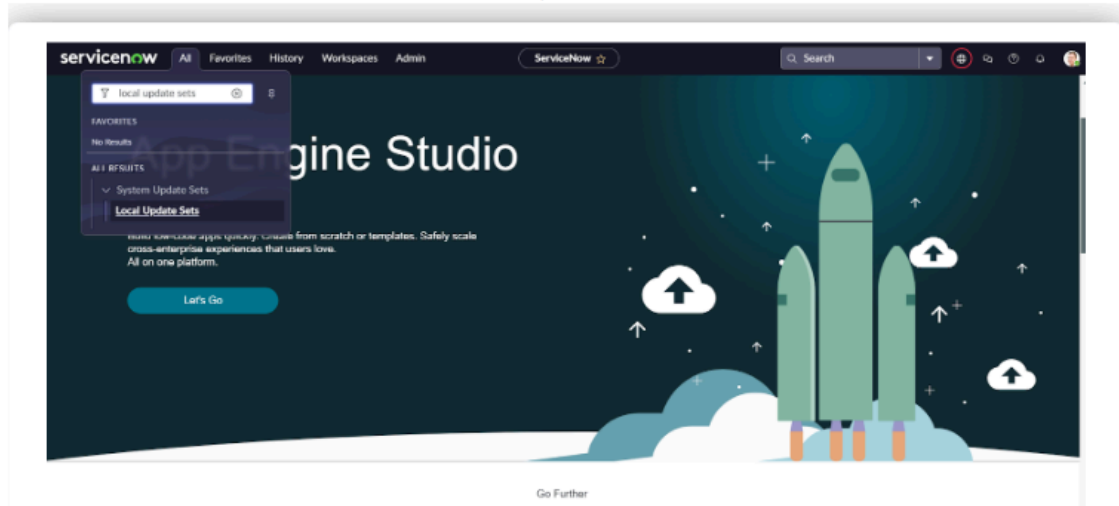 servicenow All Favorites History Workspaces Admin ServiceNow Search
local update sets
FAVORITES
No Results
App Engine Studio
ALL RESULTS
System Update Sets
Local Update Sets
Build low-code apps quickly. Create from scratch or templates. Safely scale
cross-enterprise experiences that users love.
All on one platform.
Let's Go
Go Further